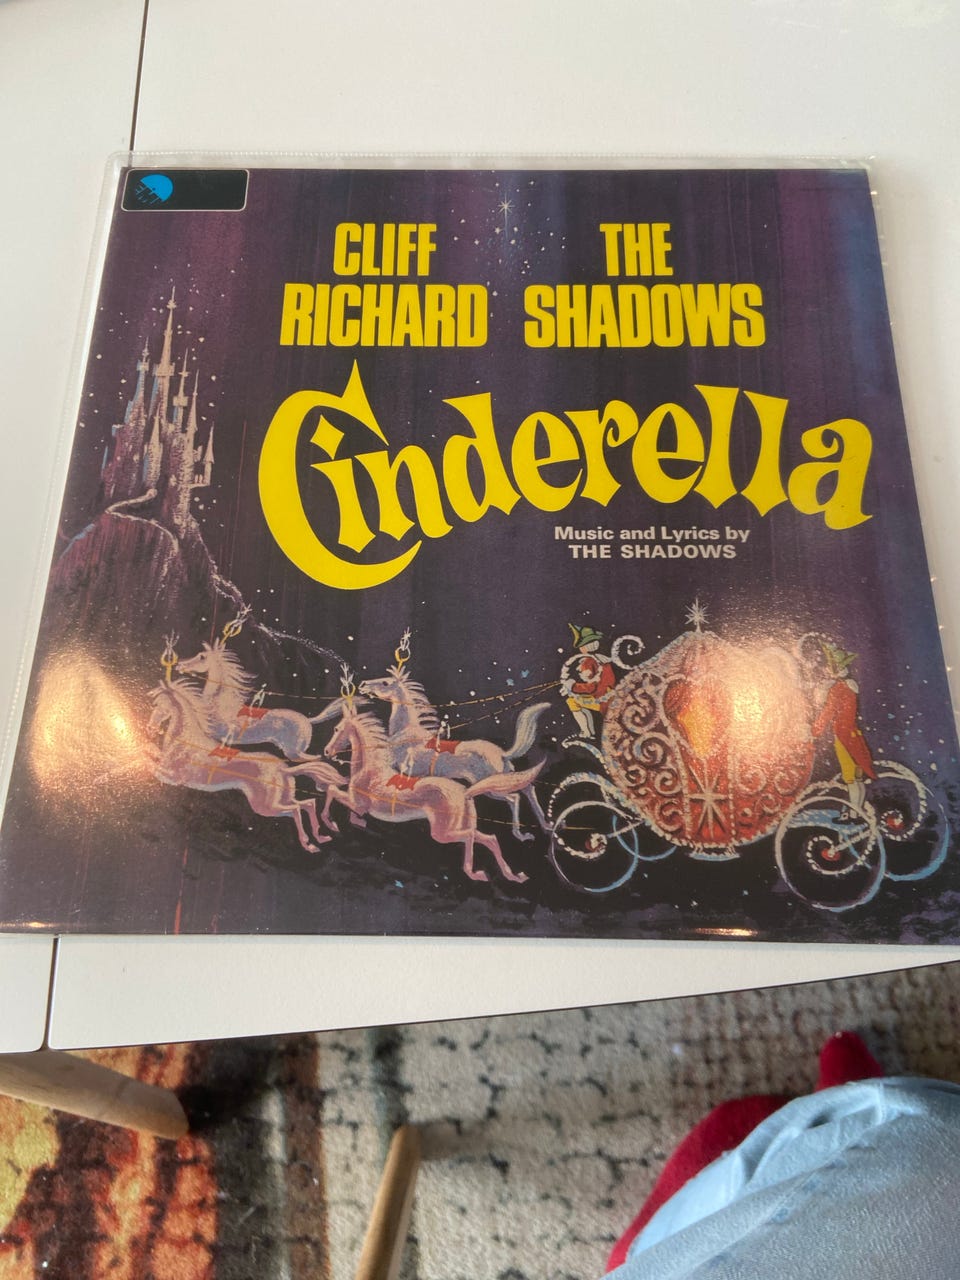 CLIFF
RICHARD
THE
SHADOWS
Cinderella
Music and Lyrics by
THE SHADOWS